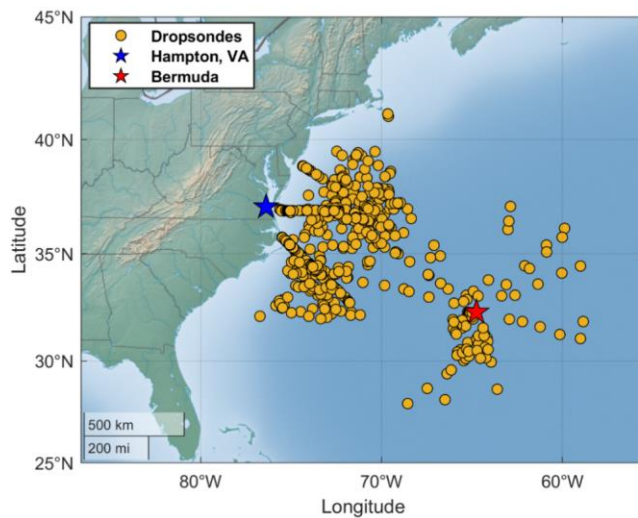 45°N
Dropsondes
Hampton, VA
Bermuda
40°N
35°N
30°N
25°N
Latitude
500 km
200 mi
80°W
70°W
60°W
Longitude